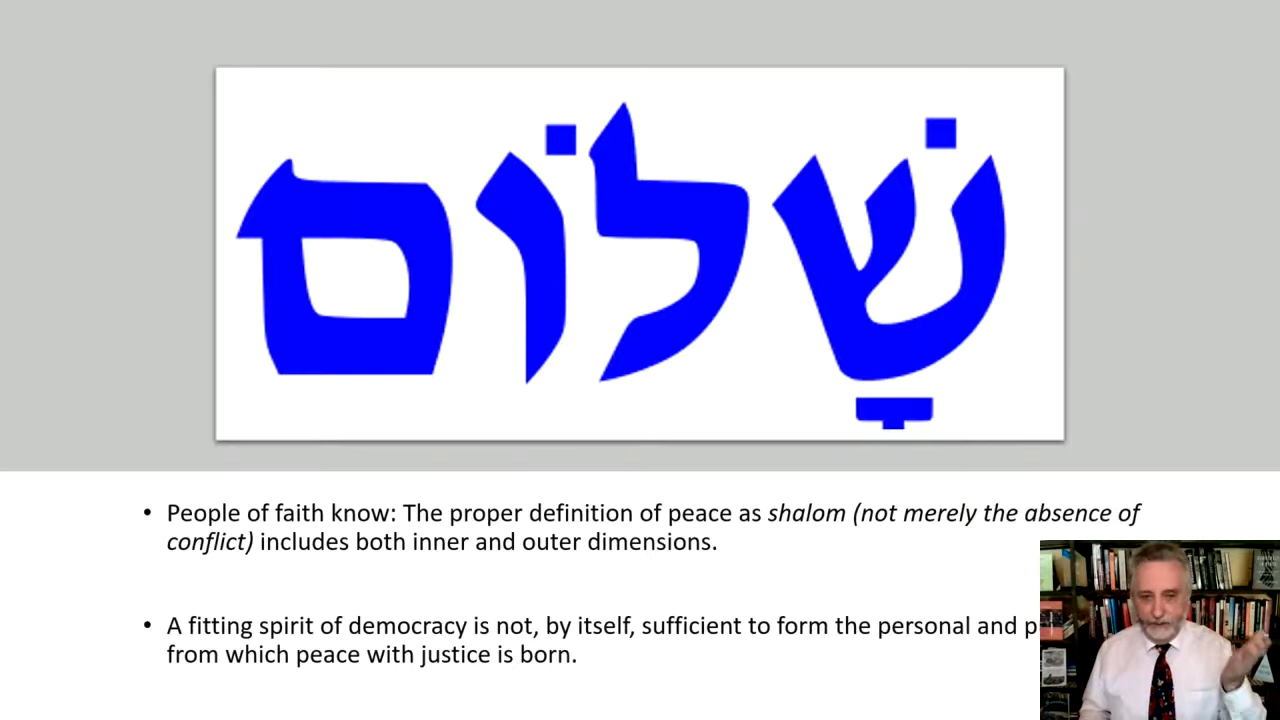 שָׁלוֹם
• People of faith know: The proper definition of peace as shalom (not merely the absence of
conflict) includes both inner and outer dimensions.
• A fitting spirit of democracy is not, by itself, sufficient to form the personal and p
from which peace with justice is born.